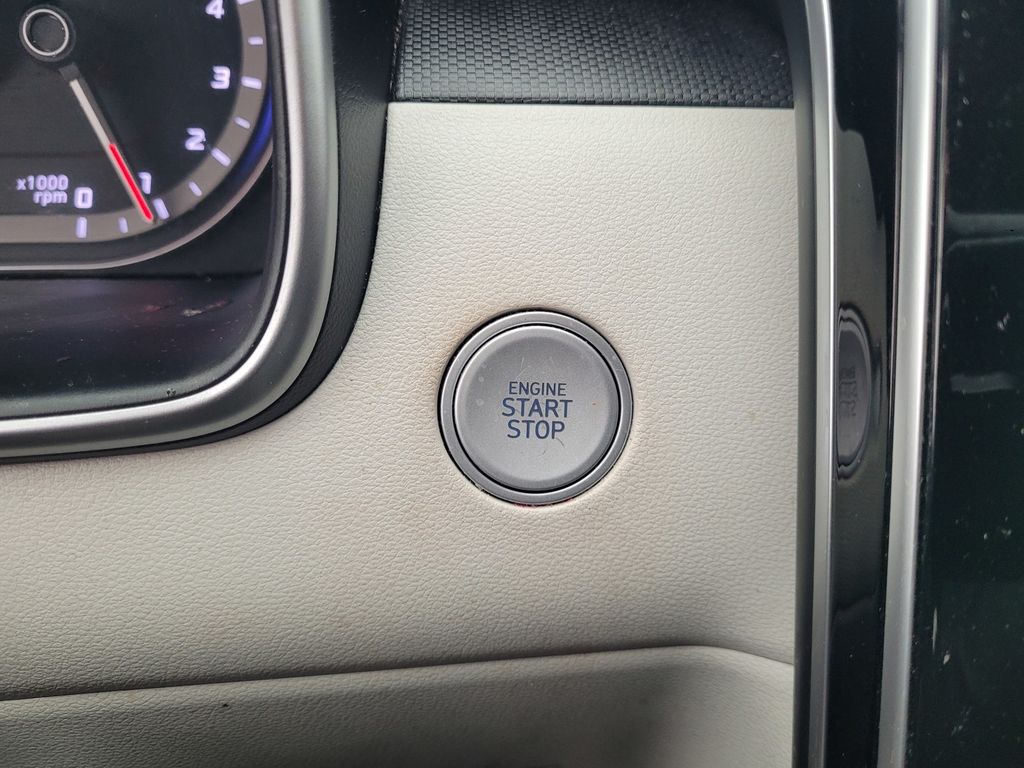 4
3
2
1
x1000
rpm 0
ENGINE
START
STOP